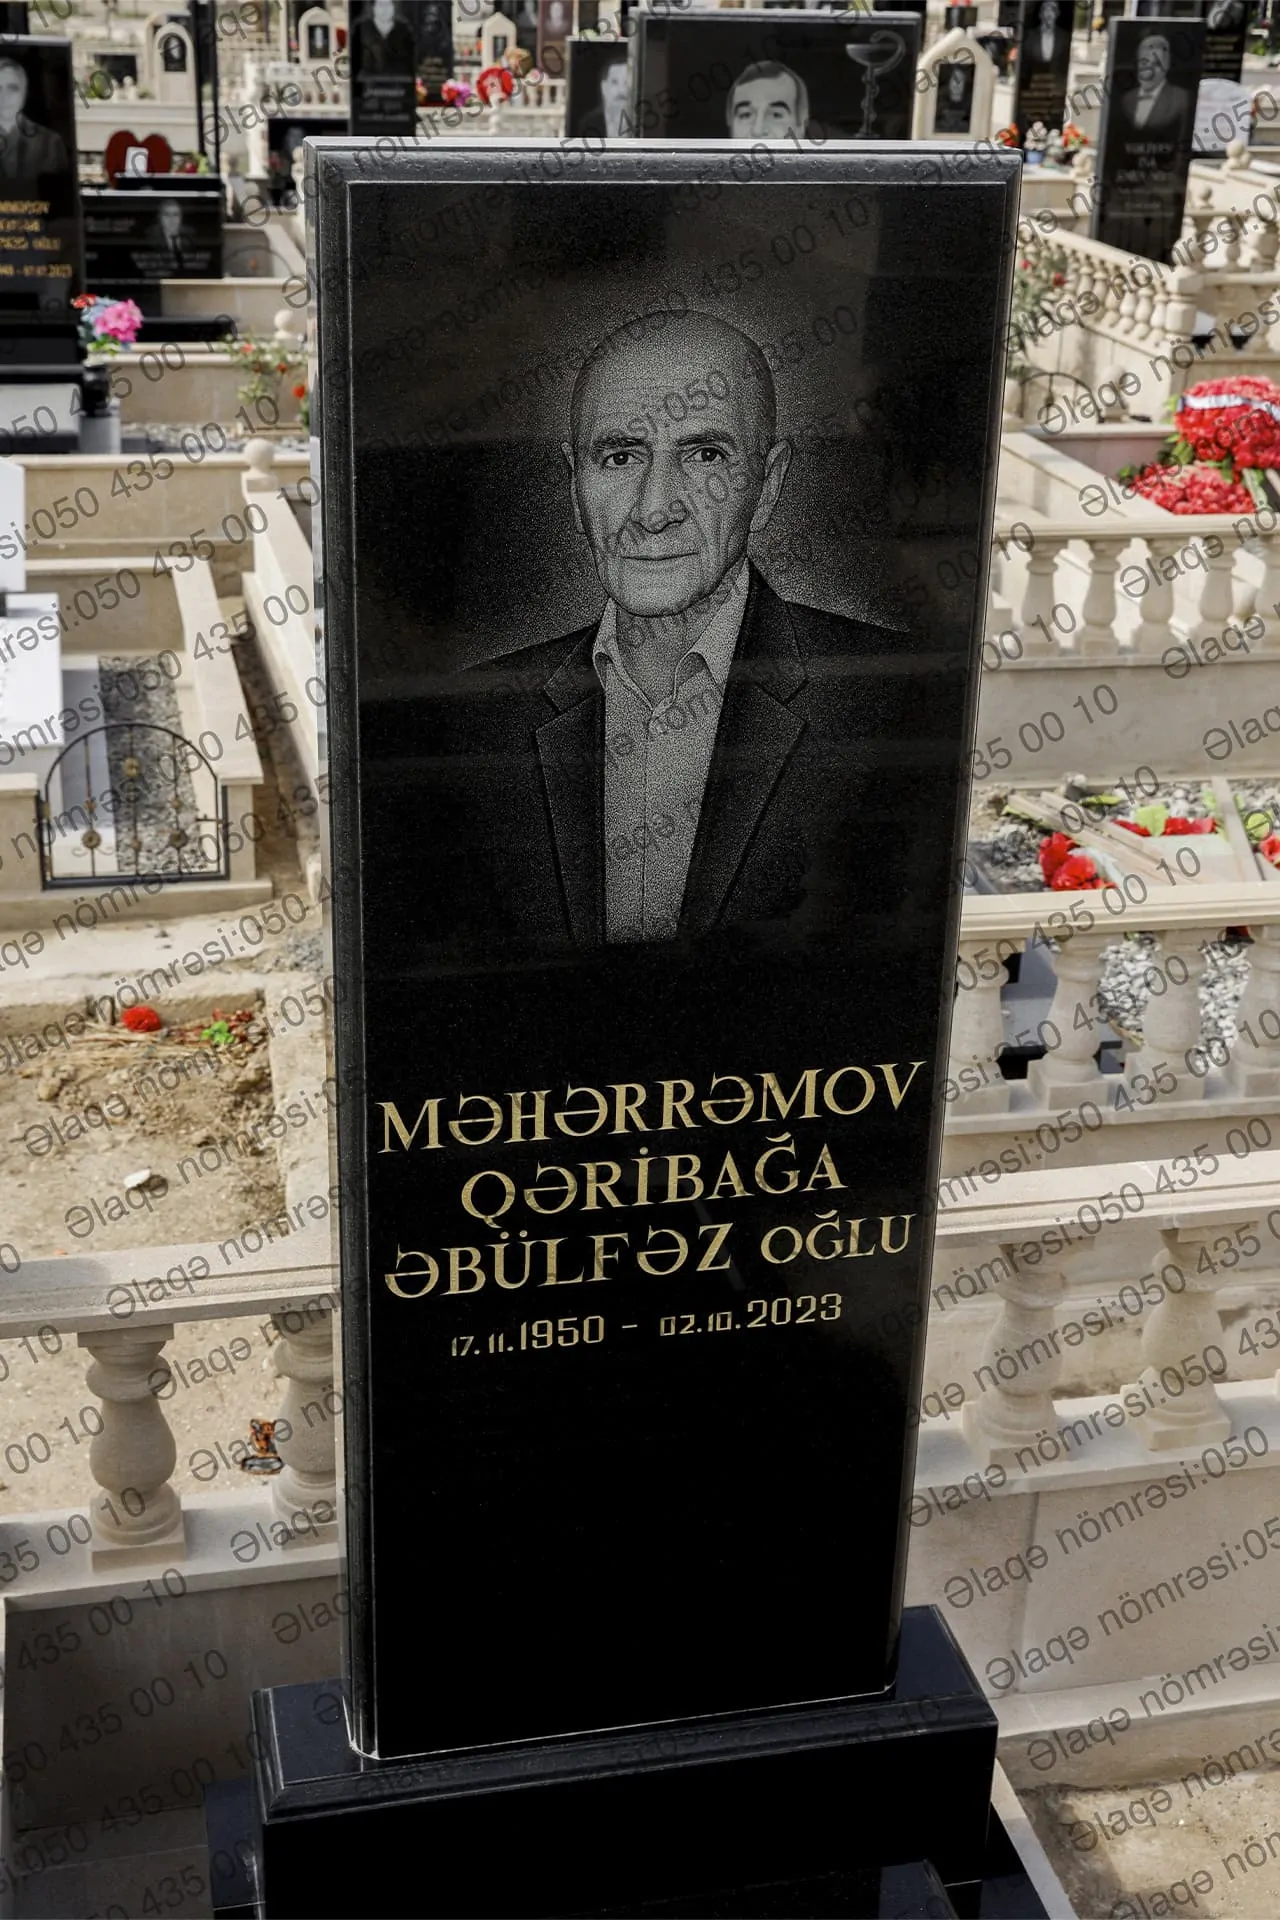 MƏHƏRRƏMOV
QƏRİBAĞA
ƏBÜLFƏZ OĞLU
17.11.1950 - 02.10.2023
Əlaqə nömrəsi:050 435 00 10